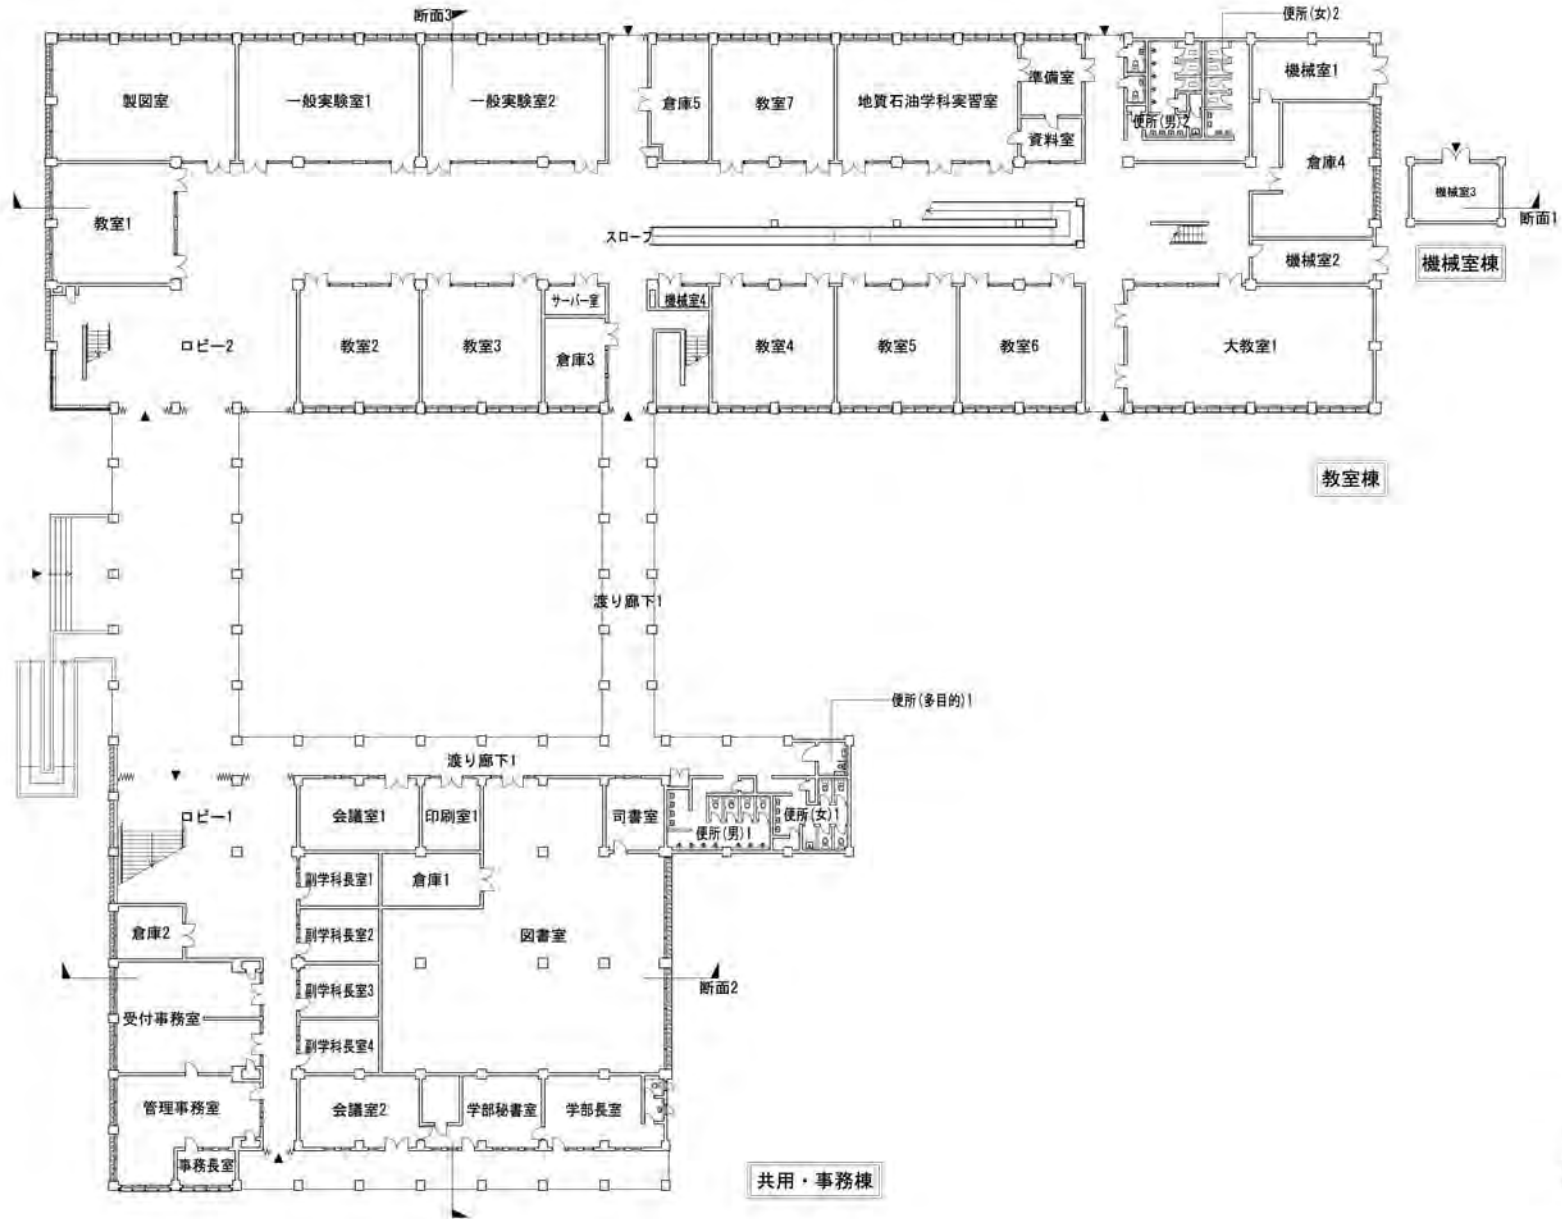 断面3
便所(女)2
製図室
一般実験室1
一般実験室2
倉庫5
教室7
地質石油学科実習室
準備室
資料室
便所(男)2
機械室1
倉庫4
機械室3
断面1
機械室棟
教室1
スロープ
機械室2
サーバー室
機械室4
ロビー2
教室2
教室3
倉庫3
教室4
教室5
教室6
大教室1
教室棟
渡り廊下1
便所(多目的)1
渡り廊下1
ロビー1
会議室1
印刷室1
司書室
便所(男)1
便所(女)1
副学科長室1
倉庫1
倉庫2
副学科長室2
図書室
断面2
副学科長室3
受付事務室
副学科長室4
管理事務室
会議室2
学部秘書室
学部長室
事務長室
共用・事務棟